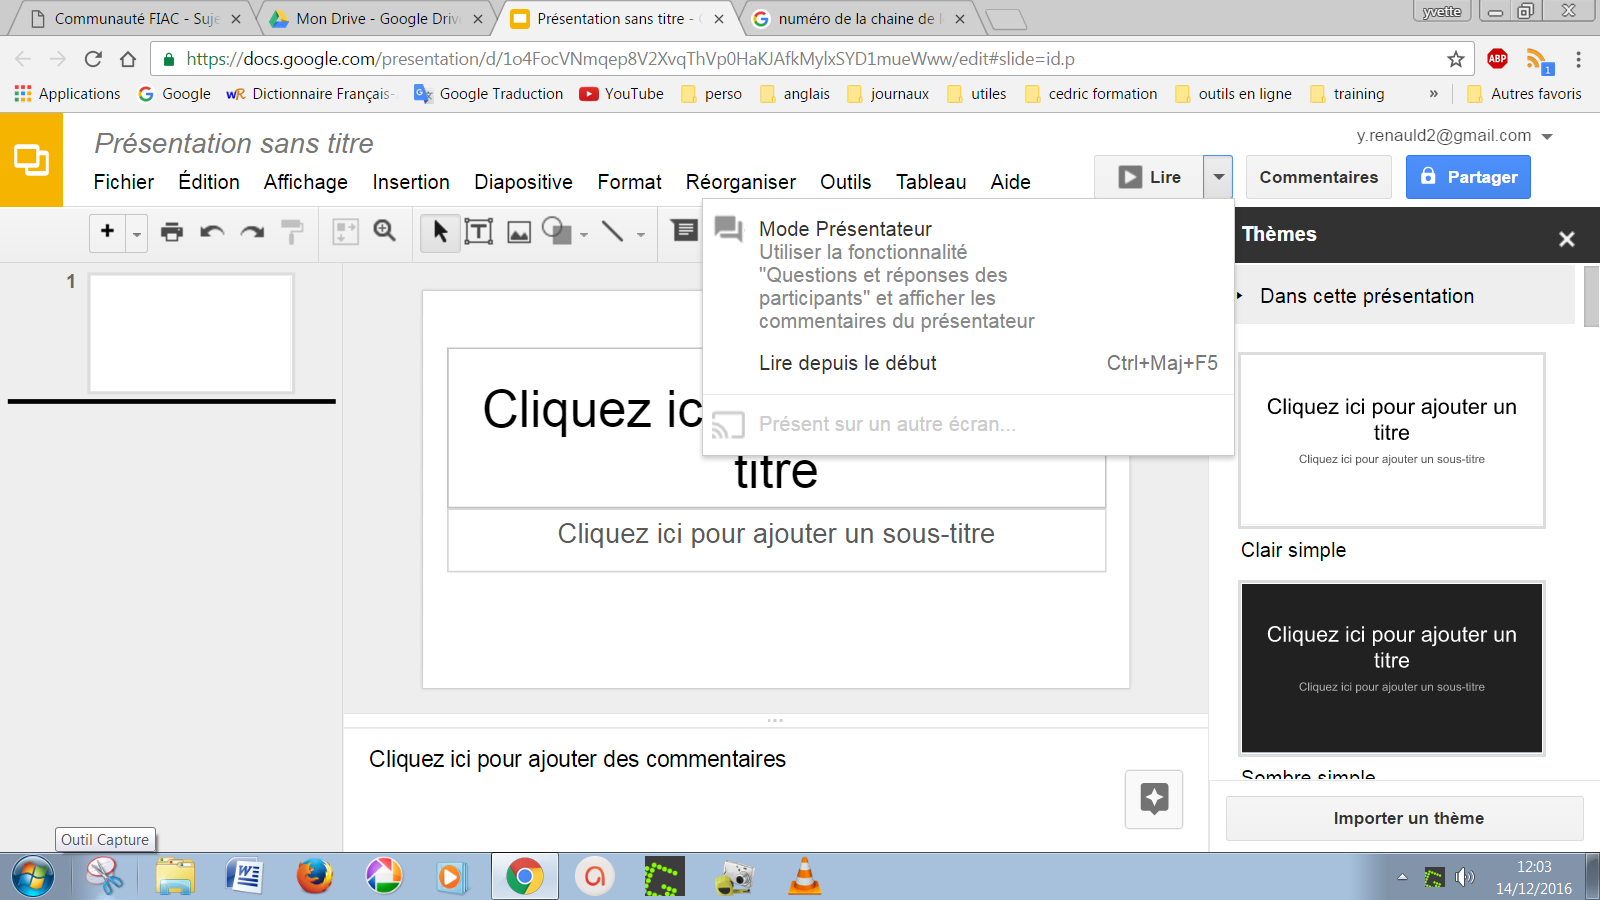 Communauté FIAC - Suje
Mon Drive - Google Drive
Présentation sans titre -
numéro de la chaine de
yvette
https://docs.google.com/presentation/d/1o4FocVNmqep8V2XvqThVp0HaKJAfkMylxSYD1mueWww/edit#slide=id.p
ABP
1
Applications
Google
Dictionnaire Français-
Google Traduction
YouTube
perso
anglais
journaux
utiles
cedric formation
outils en ligne
training
»
Autres favoris
Présentation sans titre
y.renauld2@gmail.com
Fichier Édition Affichage Insertion Diapositive Format Réorganiser Outils Tableau Aide
Lire
Commentaires
Partager
Mode Présentateur
Utiliser la fonctionnalité
"Questions et réponses des
participants" et afficher les
commentaires du présentateur
Lire depuis le début Ctrl+Maj+F5
Présent sur un autre écran...
Thèmes
Dans cette présentation
1
Cliquez ic
titre
Cliquez ici pour ajouter un sous-titre
Cliquez ici pour ajouter un
titre
Cliquez ici pour ajouter un sous-titre
Clair simple
Cliquez ici pour ajouter un
titre
Cliquez ici pour ajouter un sous-titre
Sombre simple
Importer un thème
Cliquez ici pour ajouter des commentaires
Outil Capture
12:03
14/12/2016